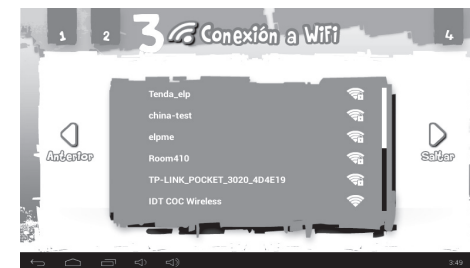 1 2 3 Conexión a WiFi 4
Tenda_elp
china-test
elpme
Room410
TP-LINK_POCKET_3020_4D4E19
IDT COC Wireless
Anterior
Saltar
3:49